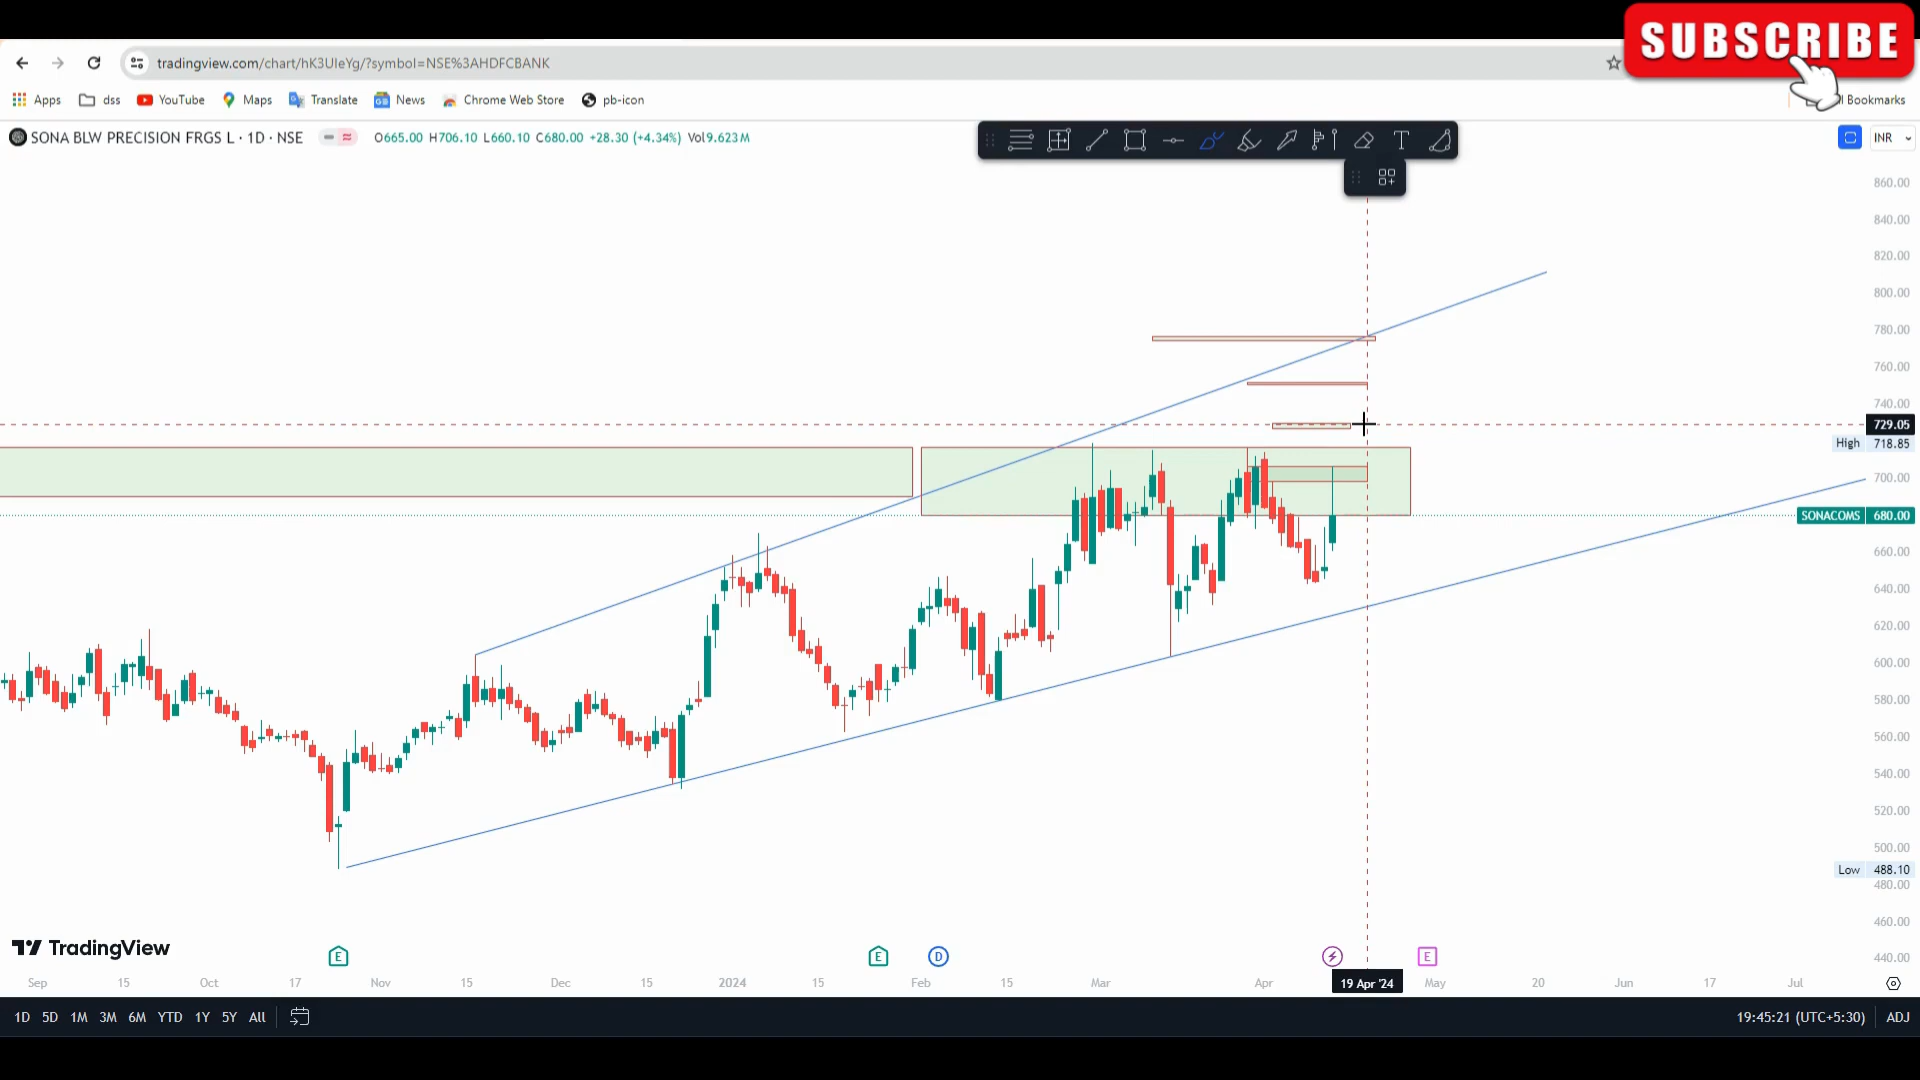 SUBSCRIBE
tradingview.com/chart/hK3UIeYg/?symbol=NSE%3AHDFCBANK
Apps dss YouTube Maps Translate News Chrome Web Store pb-icon Bookmarks
SONA BLW PRECISION FRGS L · 1D · NSE O665.00 H706.10 L660.10 C680.00 +28.30 (+4.34%) Vol9.623M
INR
860.00
840.00
820.00
800.00
780.00
760.00
740.00
729.05
High 718.85
700.00
SONACOMS 680.00
660.00
640.00
620.00
600.00
580.00
560.00
540.00
520.00
500.00
Low 488.10
480.00
460.00
440.00
TradingView
E E D E
Sep 15 Oct 17 Nov 15 Dec 15 2024 15 Feb 15 Mar Apr 19 Apr '24 May 20 Jun 17 Jul
1D 5D 1M 3M 6M YTD 1Y 5Y All 19:45:21 (UTC+5:30) ADJ